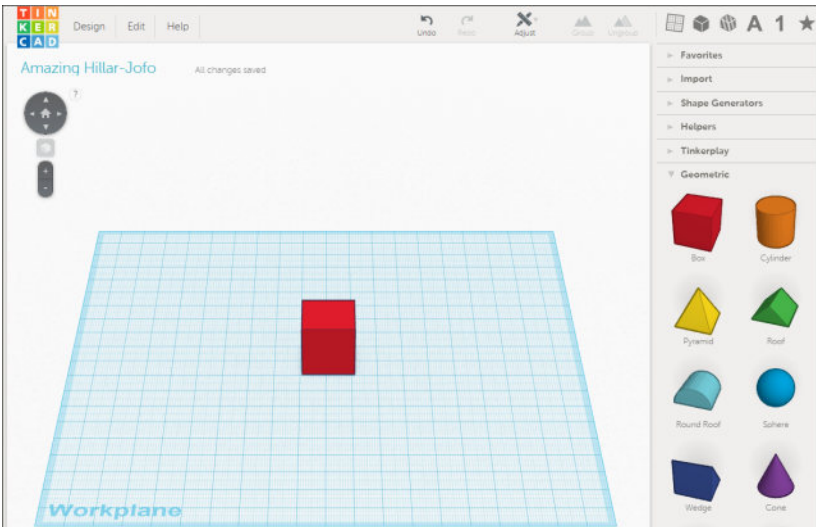 TIN
KER
CAD
Design
Edit
Help
Undo
Redo
Adjust
Group
Ungroup
A
1
Amazing Hillar-Jofo
All changes saved
?
+
-
Favorites
Import
Shape Generators
Helpers
Tinkerplay
Geometric
Box
Cylinder
Pyramid
Roof
Round Roof
Sphere
Wedge
Cone
Workplane